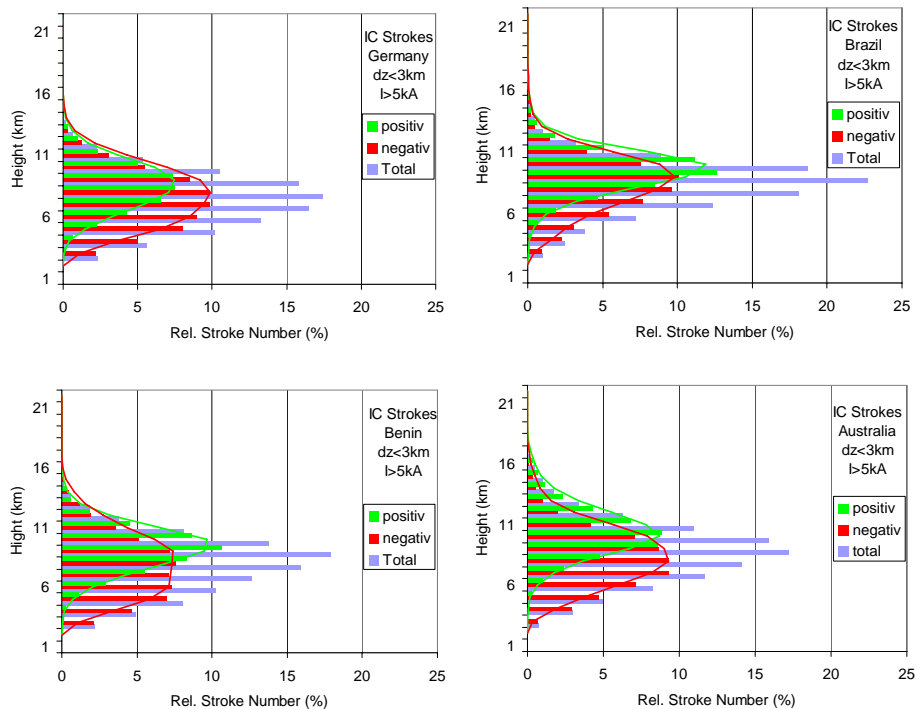 21
16
11
6
1
Height (km)
IC Strokes
Germany
dz<3km
I>5kA
positiv
negativ
Total
0 5 10 15 20 25
Rel. Stroke Number (%)
21
16
11
6
1
Height (km)
IC Strokes
Brazil
dz<3km
I>5kA
positiv
negativ
Total
0 5 10 15 20 25
Rel. Stroke Number (%)
21
16
11
6
1
Hight (km)
IC Strokes
Benin
dz<3km
I>5kA
positiv
negativ
Total
0 5 10 15 20 25
Rel. Stroke Number (%)
21
16
11
6
1
Height (km)
IC Strokes
Australia
dz<3km
I>5kA
positiv
negativ
total
0 5 10 15 20 25
Rel. Stroke Number (%)